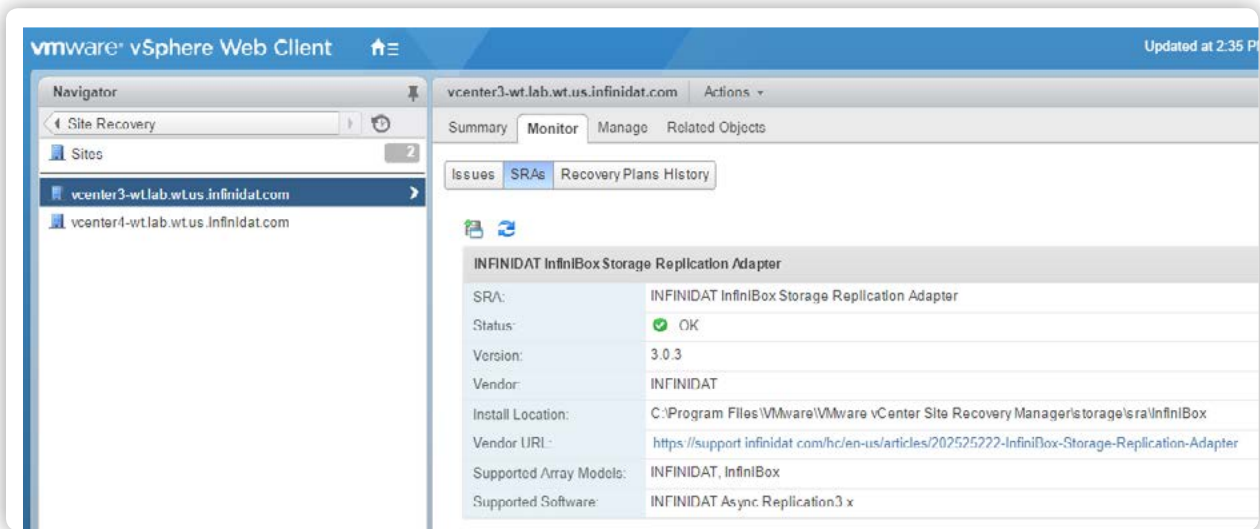 vmware® vSphere Web Client
Updated at 2:35 P
Navigator
Site Recovery
Sites 2
vcenter3-wt.lab.wt.us.infinidat.com
vcenter4-wt.lab.wt.us.infinidat.com
vcenter3-wt.lab.wt.us.infinidat.com Actions
Summary Monitor Manage Related Objects
Issues SRAs Recovery Plans History
INFINIDAT InfiniBox Storage Replication Adapter
SRA: INFINIDAT InfiniBox Storage Replication Adapter
Status: OK
Version: 3.0.3
Vendor: INFINIDAT
Install Location: C:\Program Files\VMware\VMware vCenter Site Recovery Manager\storage\sra\InfiniBox
Vendor URL: https://support.infinidat.com/hc/en-us/articles/202525222-InfiniBox-Storage-Replication-Adapter
Supported Array Models: INFINIDAT, InfiniBox
Supported Software: INFINIDAT Async Replication3.x